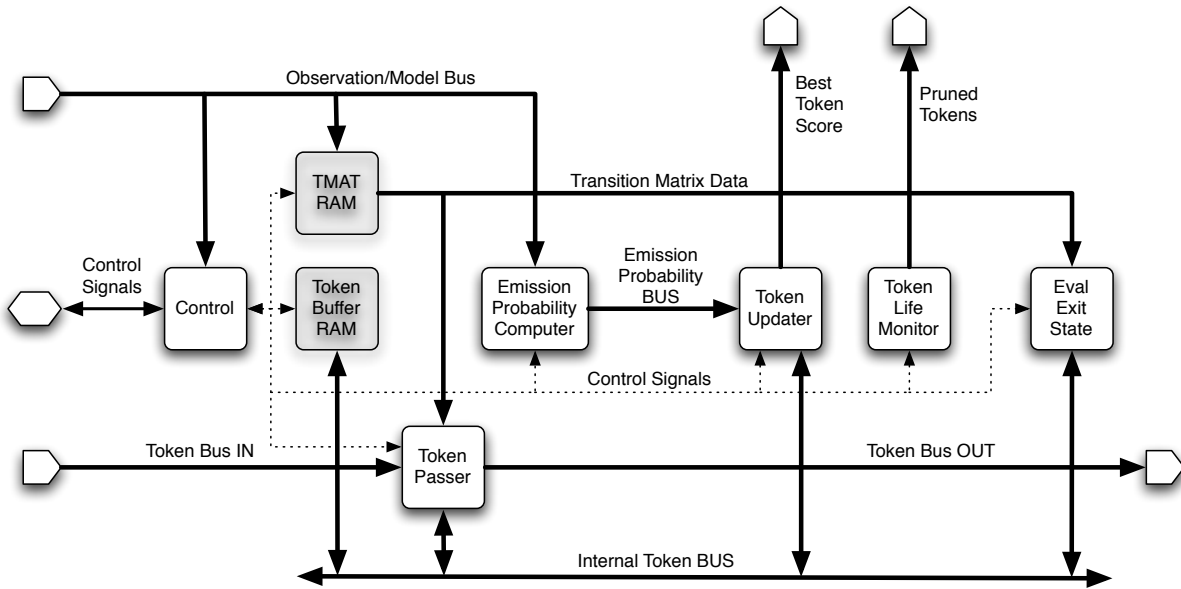 Observation/Model Bus
Best
Token
Score
Pruned
Tokens
TMAT
RAM
Transition Matrix Data
Control
Signals
Control
Token
Buffer
RAM
Emission
Probability
Computer
Emission
Probability
BUS
Token
Updater
Token
Life
Monitor
Eval
Exit
State
Control Signals
Token Bus IN
Token
Passer
Token Bus OUT
Internal Token BUS